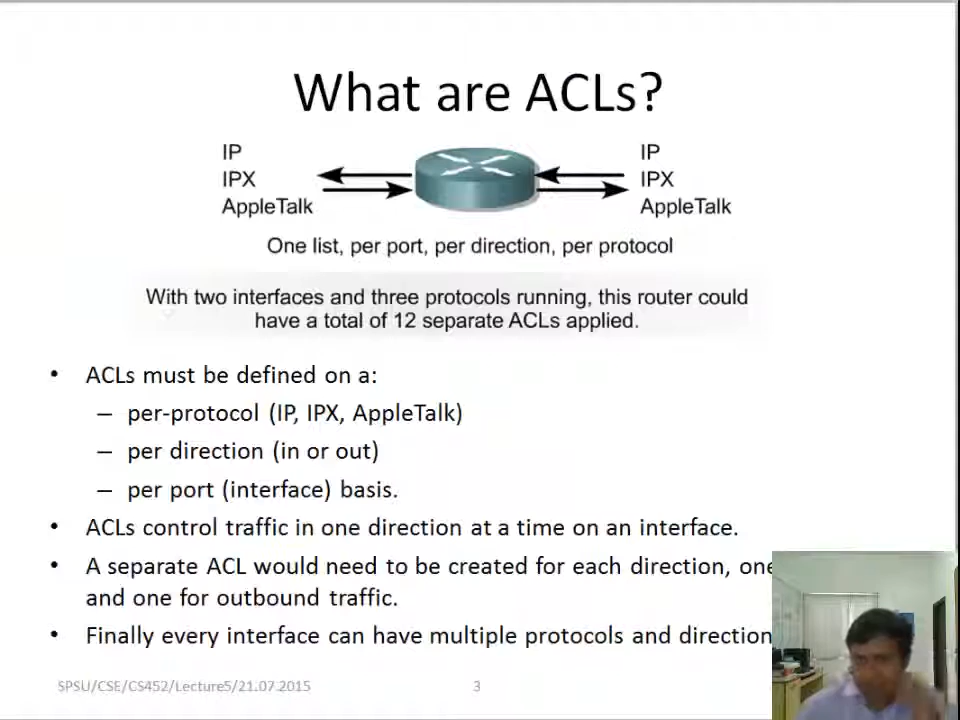 What are ACLs?
IP
IPX
AppleTalk
IP
IPX
AppleTalk
One list, per port, per direction, per protocol
With two interfaces and three protocols running, this router could
have a total of 12 separate ACLs applied.
• ACLs must be defined on a:
– per-protocol (IP, IPX, AppleTalk)
– per direction (in or out)
– per port (interface) basis.
• ACLs control traffic in one direction at a time on an interface.
• A separate ACL would need to be created for each direction, one
and one for outbound traffic.
• Finally every interface can have multiple protocols and direction
SPSU/CSE/CS452/Lecture5/21.07.2015
3